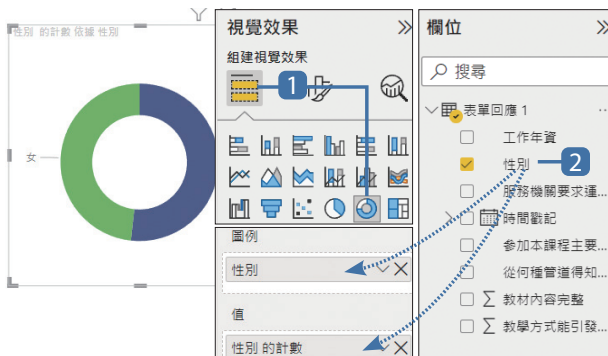 性別 的計數 依據 性別
女
視覺效果
組建視覺效果
1
圖例
性別
值
性別 的計數
欄位
搜尋
表單回應 1
工作年資
性別
2
服務機關要求運...
時間戳記
參加本課程主要...
從何種管道得知...
教材內容完整
教學方式能引發...